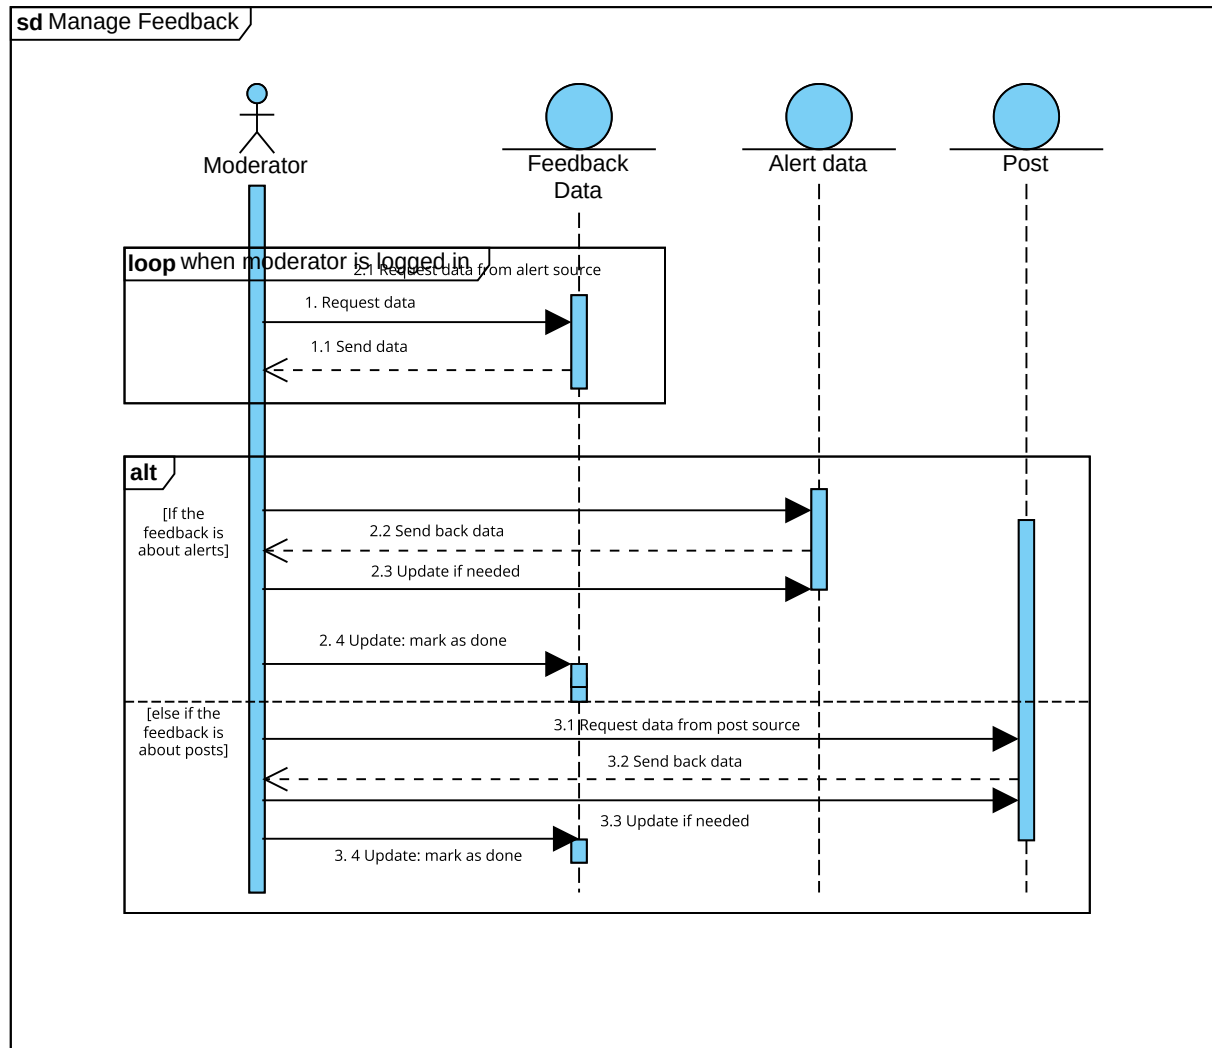 sd Manage Feedback
Moderator
Feedback
Data
Alert data
Post
loop when moderator is logged in
2.1 Request data from alert source
1. Request data
1.1 Send data
alt
[If the
feedback is
about alerts]
2.2 Send back data
2.3 Update if needed
2. 4 Update: mark as done
[else if the
feedback is
about posts]
3.1 Request data from post source
3.2 Send back data
3.3 Update if needed
3. 4 Update: mark as done